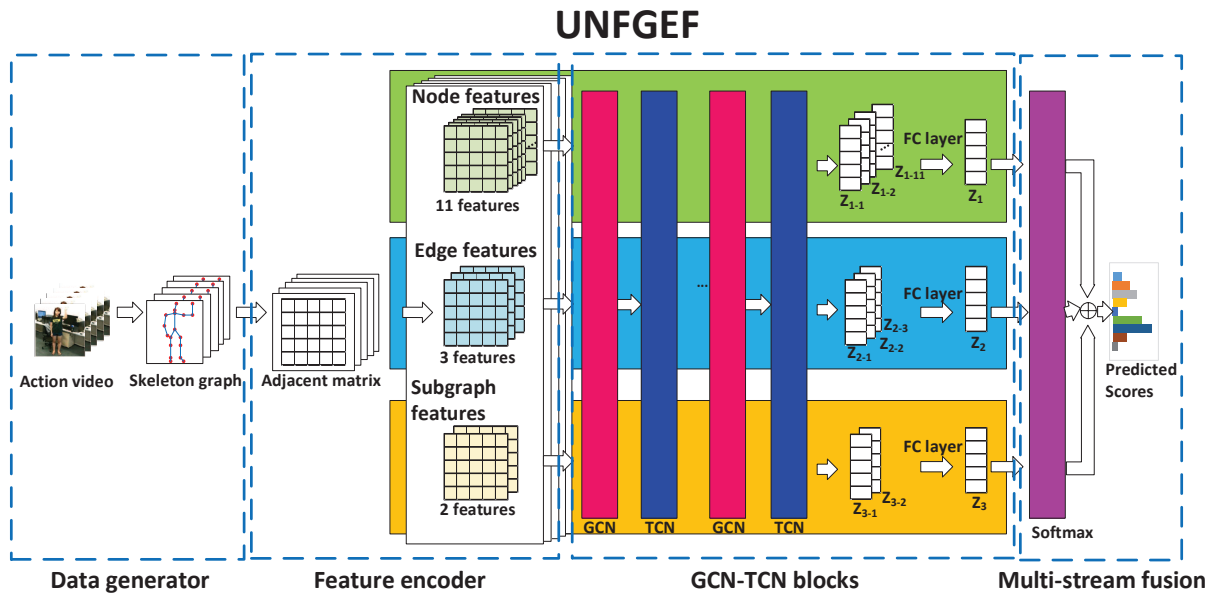 UNFGEF
Node features
11 features
Z1-1
Z1-2
Z1-11
FC layer
Z1
Edge features
3 features
...
Z2-1
Z2-2
Z2-3
FC layer
Z2
Action video
Skeleton graph
Adjacent matrix
Predicted
Scores
Subgraph
features
2 features
Z3-1
Z3-2
FC layer
Z3
GCN
TCN
GCN
TCN
Softmax
Data generator
Feature encoder
GCN-TCN blocks
Multi-stream fusion